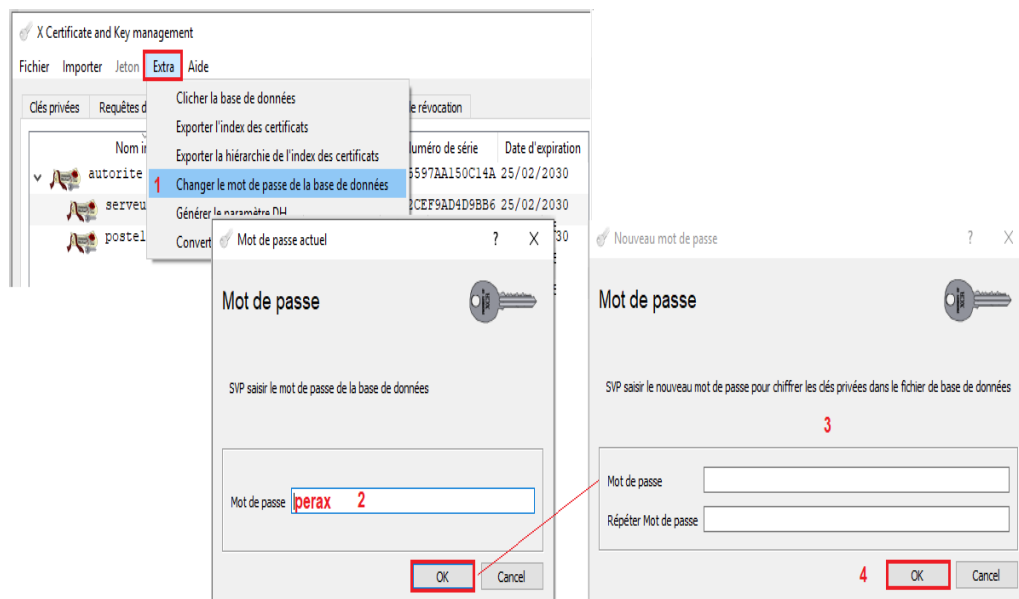 X Certificate and Key management
Fichier Importer Jeton Extra Aide
Clés privées Requêtes d
Clicher la base de données
Exporter l'index des certificats
Exporter la hiérarchie de l'index des certificats
1 Changer le mot de passe de la base de données
Générer le paramètre DH
Convert
e révocation
Nom i
uméro de série Date d'expiration
autorite 5597AA150C14A 25/02/2030
serveu 2CEF9AD4D9BB6 25/02/2030
poste1 30
Mot de passe actuel ? X
Mot de passe
SVP saisir le mot de passe de la base de données
Mot de passe perax 2
OK Cancel
Nouveau mot de passe ? X
Mot de passe
SVP saisir le nouveau mot de passe pour chiffrer les clés privées dans le fichier de base de données
3
Mot de passe
Répéter Mot de passe
4 OK Cancel